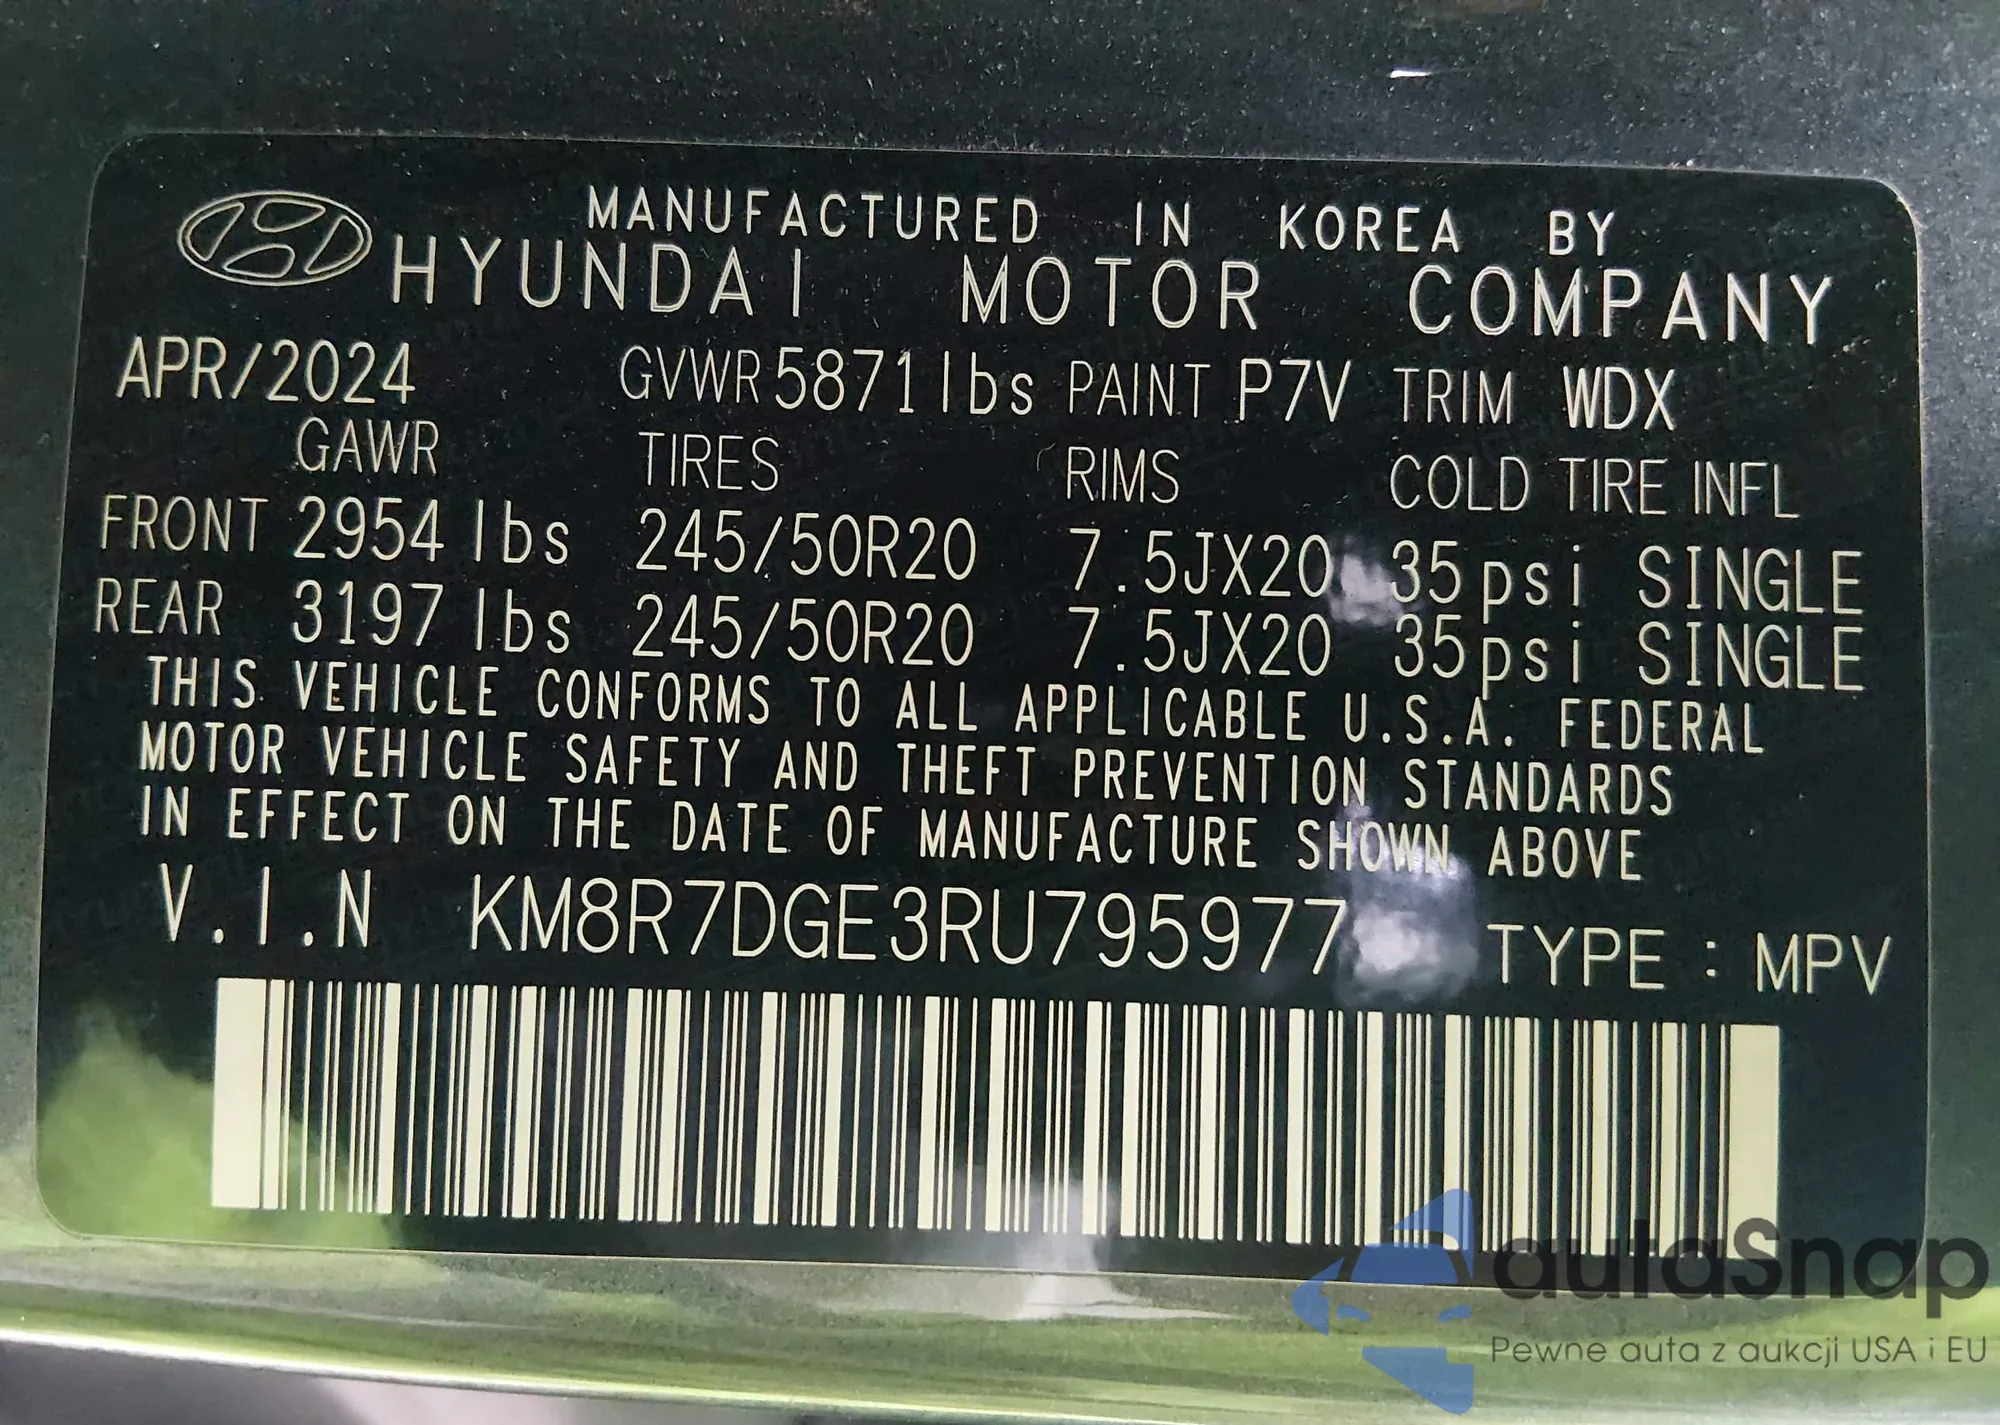 MANUFACTURED IN KOREA BY
HYUNDAI MOTOR COMPANY
APR/2024 GVWR 5871 lbs PAINT P7V TRIM WDX
GAWR TIRES RIMS COLD TIRE INFL
FRONT 2954 lbs 245/50R20 7.5JX20 35psi SINGLE
REAR 3197 lbs 245/50R20 7.5JX20 35psi SINGLE
THIS VEHICLE CONFORMS TO ALL APPLICABLE U.S.A. FEDERAL
MOTOR VEHICLE SAFETY AND THEFT PREVENTION STANDARDS
IN EFFECT ON THE DATE OF MANUFACTURE SHOWN ABOVE
V.I.N KM8R7DGE3RU795977 TYPE : MPV
autaSnap
Pewne auta z aukcji USA i EU